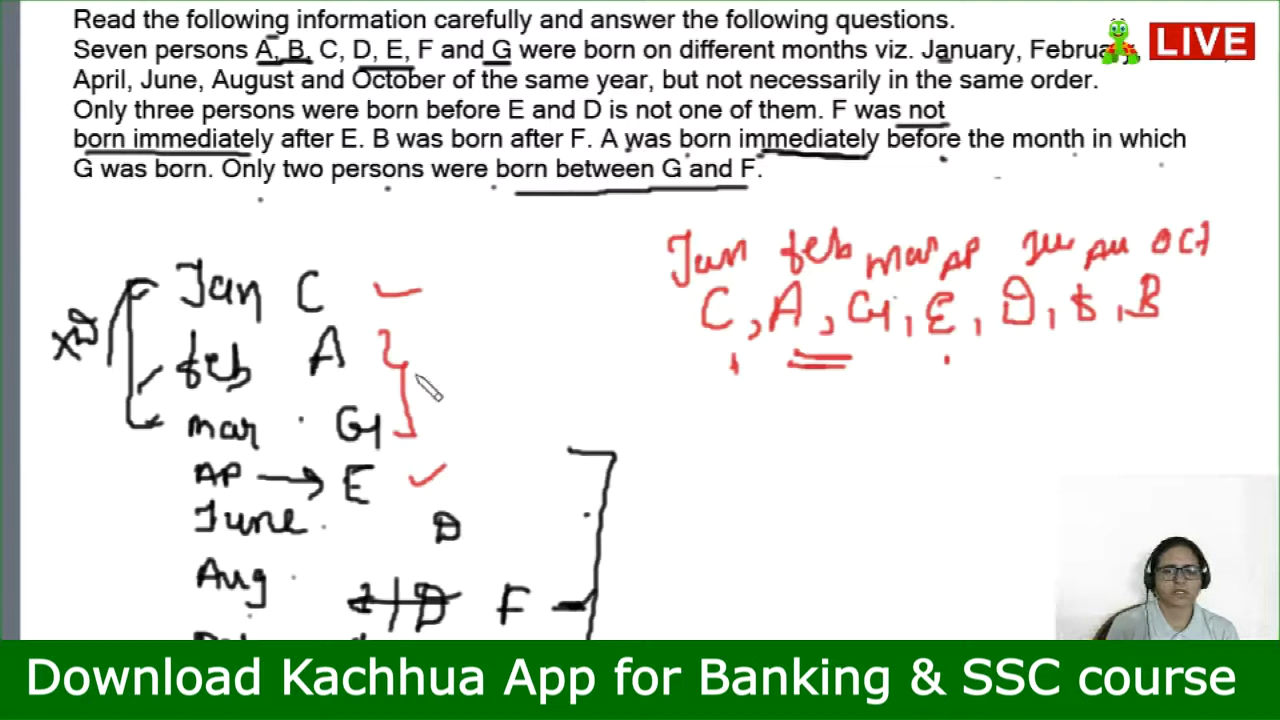 Read the following information carefully and answer the following questions.
Seven persons A, B, C, D, E, F and G were born on different months viz. January, Februa
April, June, August and October of the same year, but not necessarily in the same order.
Only three persons were born before E and D is not one of them. F was not
born immediately after E. B was born after F. A was born immediately before the month in which
G was born. Only two persons were born between G and F.
LIVE
Jan feb mar AP Ju Au Oct
C, A, G, E, D, F, B
Jan C
xD
feb A
mar G
AP → E
June D
Aug D F
Download Kachhua App for Banking & SSC course